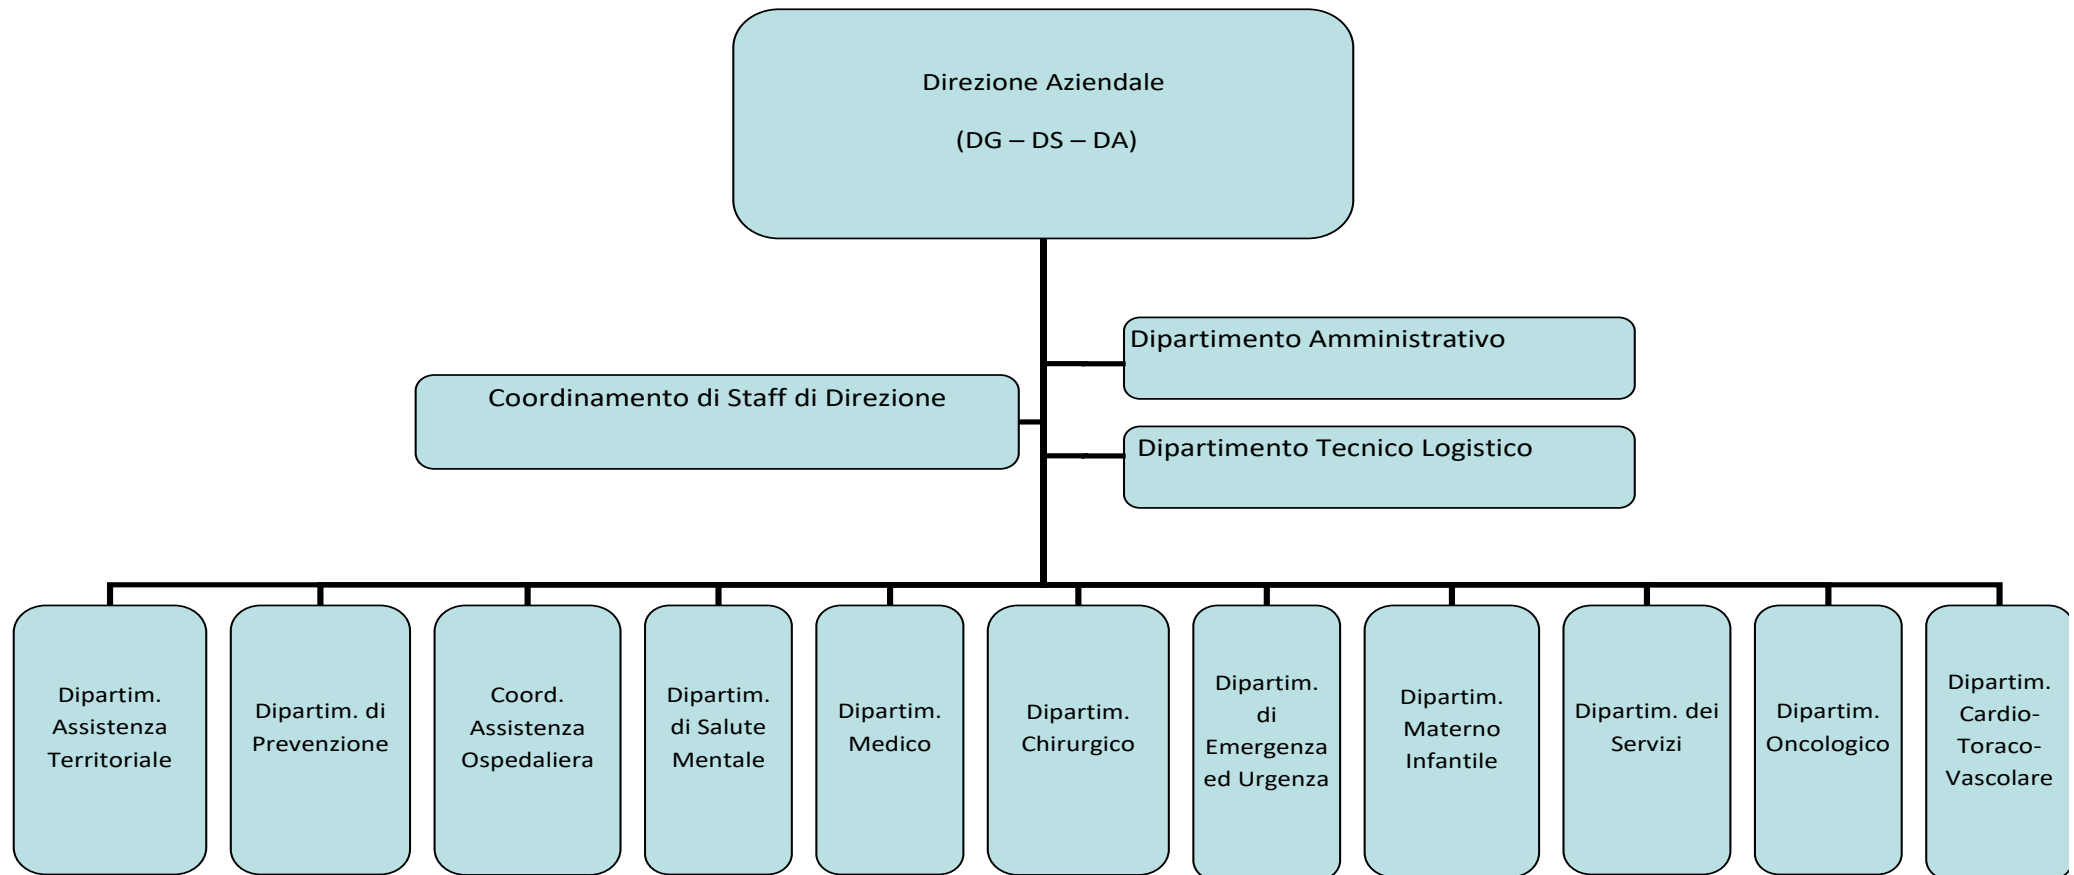 Direzione Aziendale
(DG – DS – DA)
Dipartimento Amministrativo
Coordinamento di Staff di Direzione
Dipartimento Tecnico Logistico
Dipartim.
Assistenza
Territoriale
Dipartim. di
Prevenzione
Coord.
Assistenza
Ospedaliera
Dipartim.
di Salute
Mentale
Dipartim.
Medico
Dipartim.
Chirurgico
Dipartim.
di
Emergenza
ed Urgenza
Dipartim.
Materno
Infantile
Dipartim. dei
Servizi
Dipartim.
Oncologico
Dipartim.
Cardio-
Toraco-
Vascolare